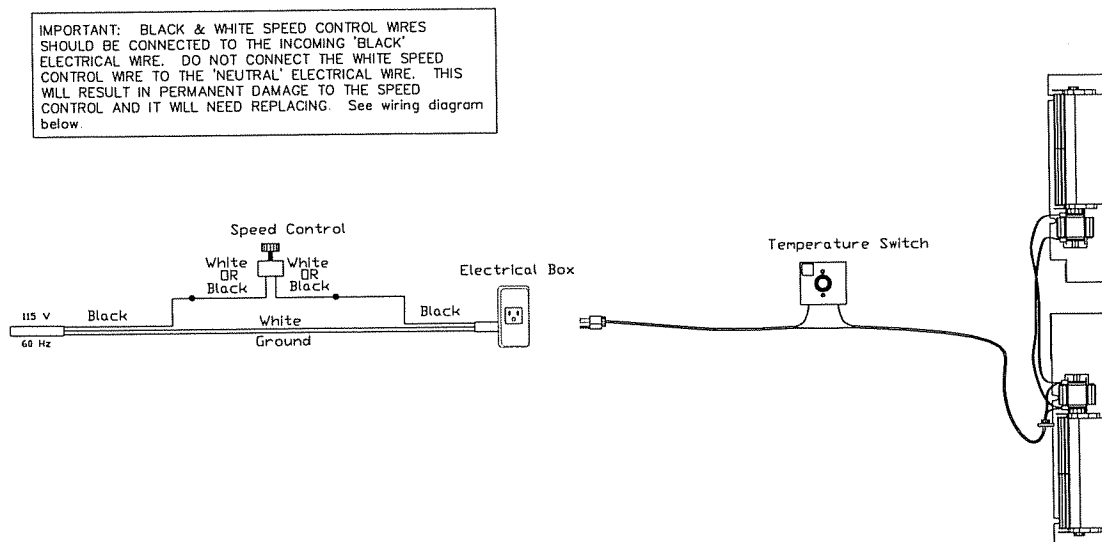 IMPORTANT: BLACK & WHITE SPEED CONTROL WIRES
SHOULD BE CONNECTED TO THE INCOMING 'BLACK'
ELECTRICAL WIRE. DO NOT CONNECT THE WHITE SPEED
CONTROL WIRE TO THE 'NEUTRAL' ELECTRICAL WIRE. THIS
WILL RESULT IN PERMANENT DAMAGE TO THE SPEED
CONTROL AND IT WILL NEED REPLACING. See wiring diagram
below.
Speed Control
White
OR
Black
White
OR
Black
Electrical Box
Temperature Switch
115 V
60 Hz
Black
White
Ground
Black